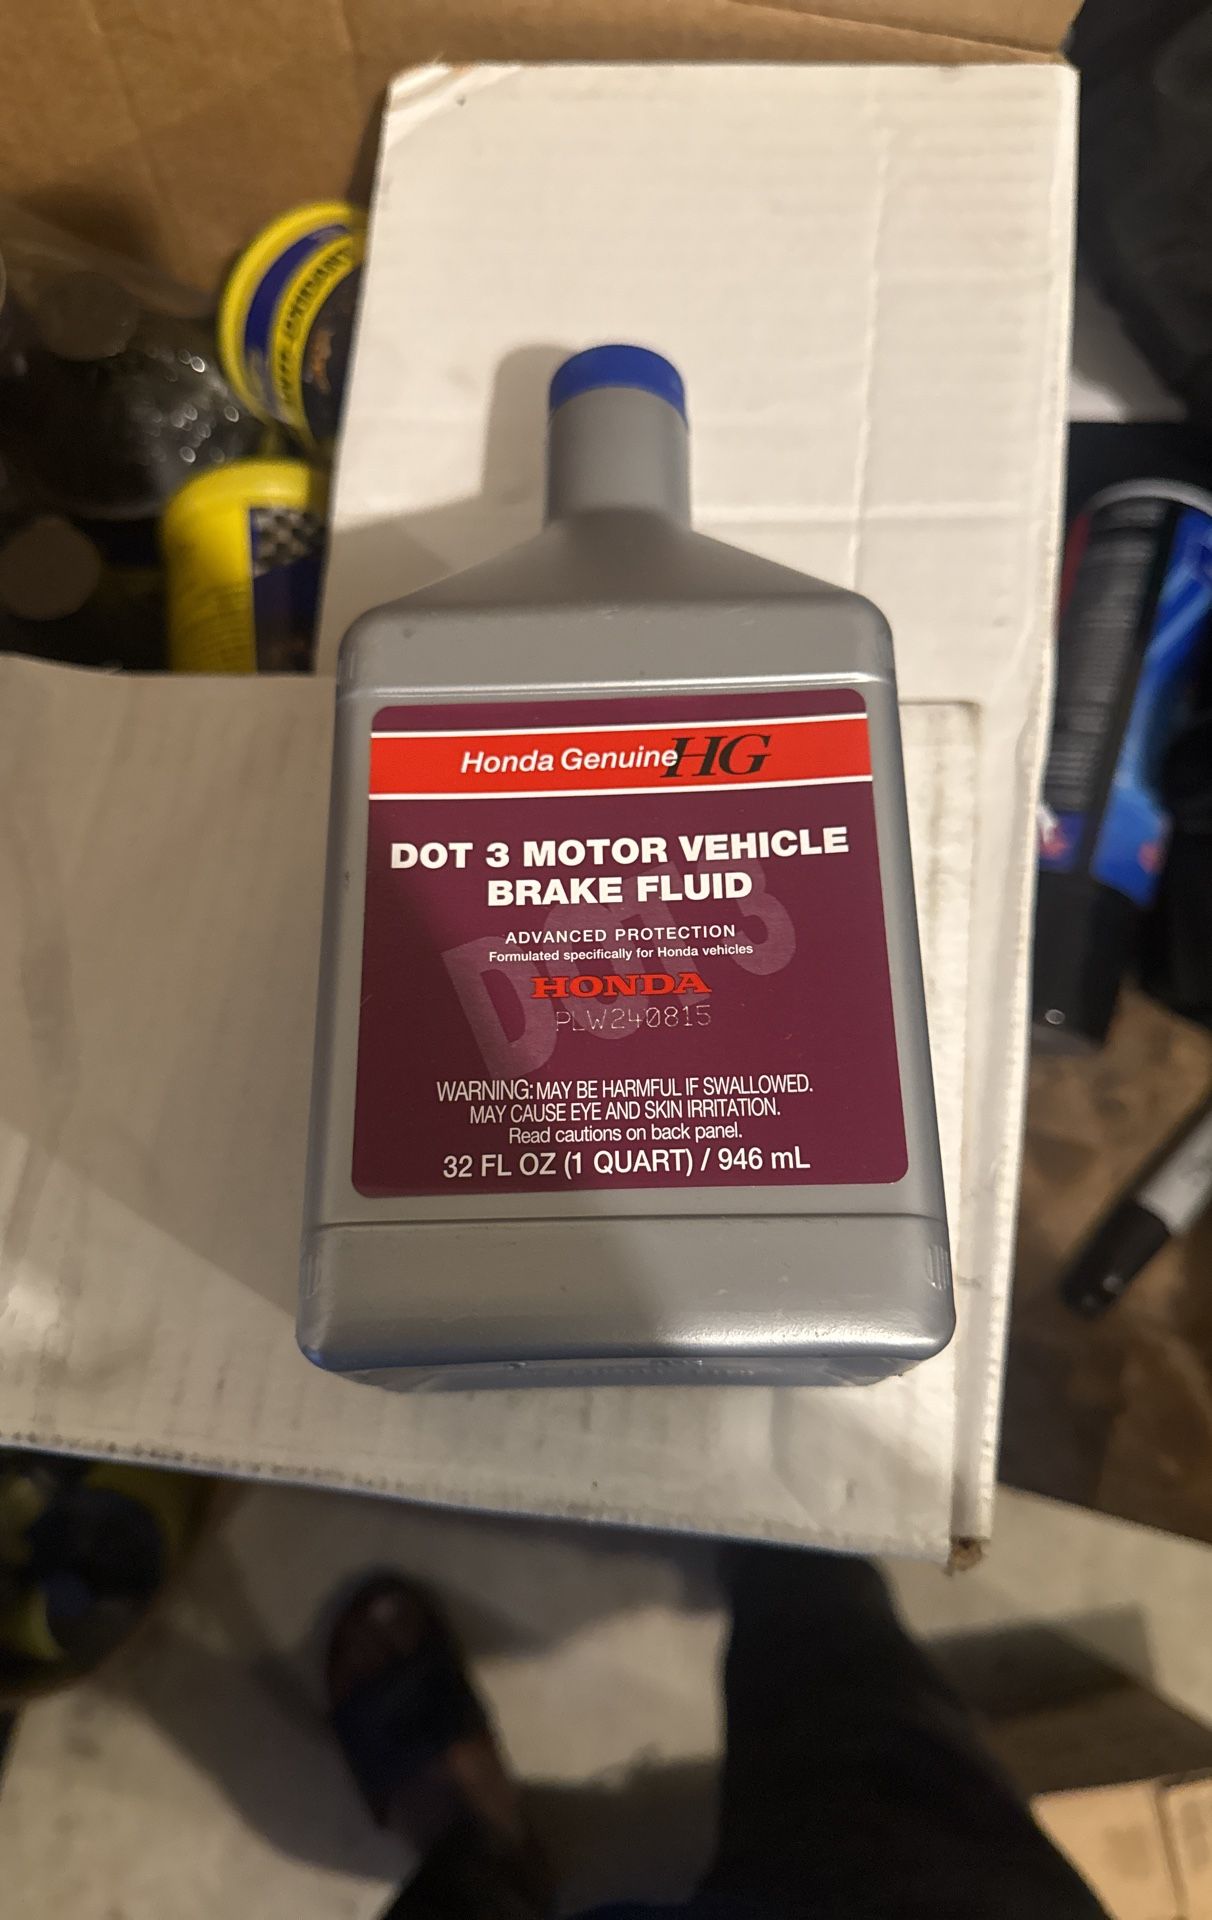 Honda Genuine HG
DOT 3 MOTOR VEHICLE
BRAKE FLUID
DOT 3
ADVANCED PROTECTION
Formulated specifically for Honda vehicles
HONDA
PLW240815
WARNING: MAY BE HARMFUL IF SWALLOWED.
MAY CAUSE EYE AND SKIN IRRITATION.
Read cautions on back panel.
32 FL OZ (1 QUART) / 946 mL